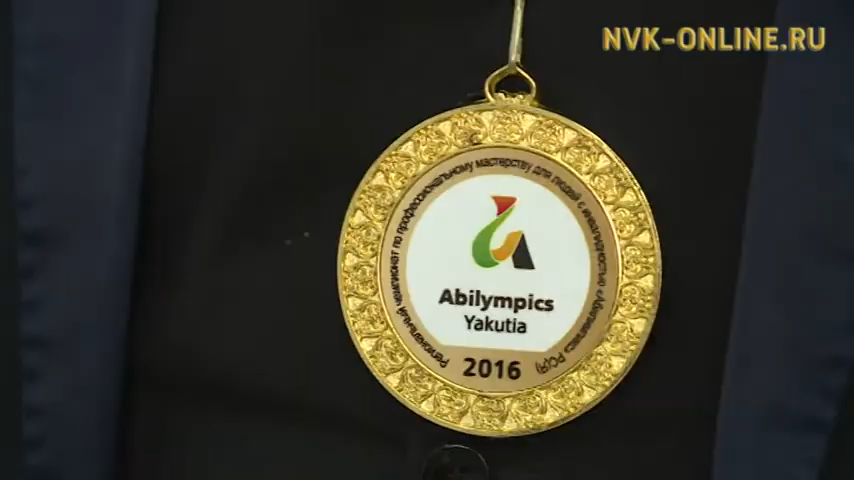 NVK-ONLINE.RU
Региональный чемпионат по профессиональному мастерству для людей с инвалидностью «Абилимпикс» РС(Я)
Abilympics
Yakutia
2016